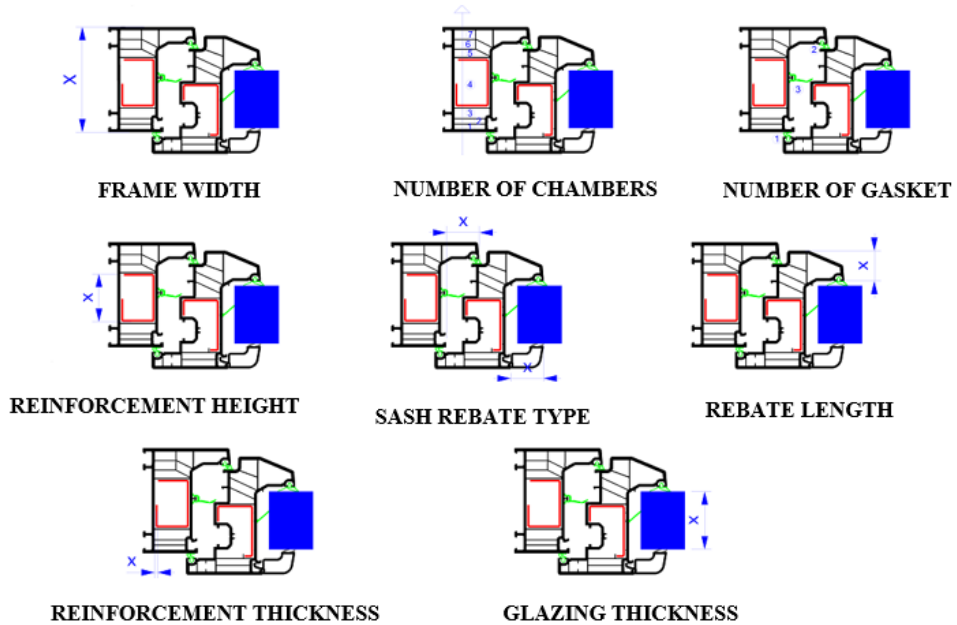 X
7
6
5
4
3
2
1
2
3
1
FRAME WIDTH
NUMBER OF CHAMBERS
NUMBER OF GASKET
X
X
X
X
REINFORCEMENT HEIGHT
SASH REBATE TYPE
REBATE LENGTH
X
X
REINFORCEMENT THICKNESS
GLAZING THICKNESS